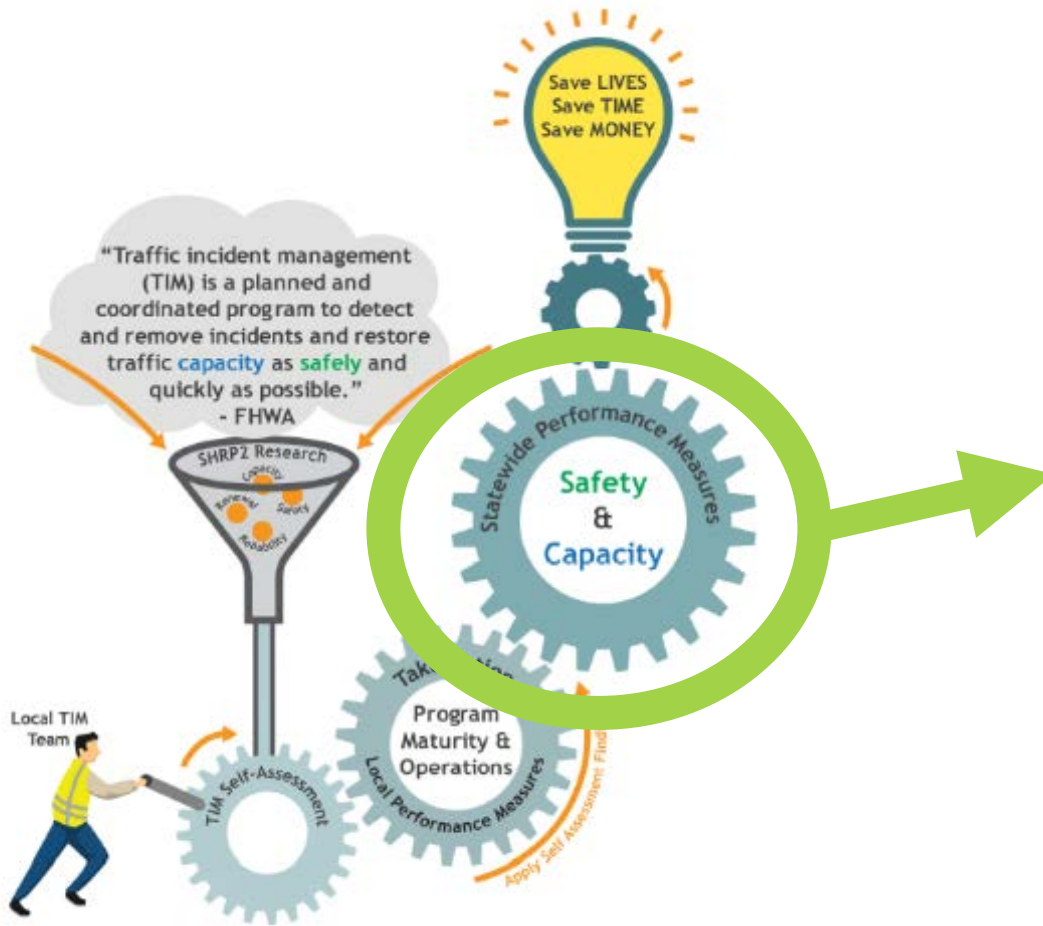 Save LIVES
Save TIME
Save MONEY
“Traffic incident management
(TIM) is a planned and
coordinated program to detect
and remove incidents and restore
traffic capacity as safely and
quickly as possible.”
- FHWA
SHRP2 Research
Capacity
Renewal
Safety
Reliability
Statewide Performance Measures
Safety
&
Capacity
Program
Maturity &
Operations
Local Performance Measures
Apply Self Assessment
Local TIM
Team
TIM Self-Assessment